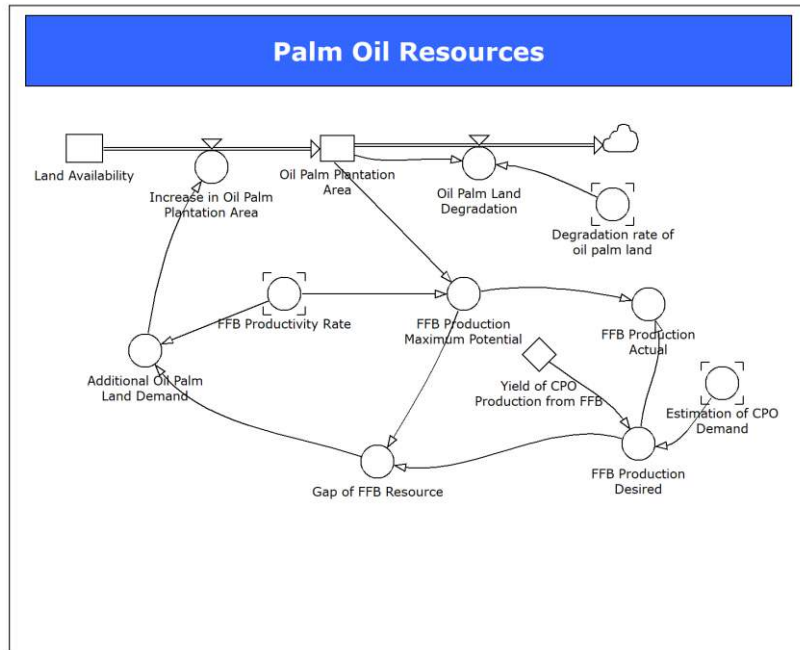 Palm Oil Resources
Land Availability
Increase in Oil Palm
Plantation Area
Oil Palm Plantation
Area
Oil Palm Land
Degradation
Degradation rate of
oil palm land
FFB Productivity Rate
FFB Production
Maximum Potential
FFB Production
Actual
Additional Oil Palm
Land Demand
Yield of CPO
Production from FFB
Estimation of CPO
Demand
Gap of FFB Resource
FFB Production
Desired